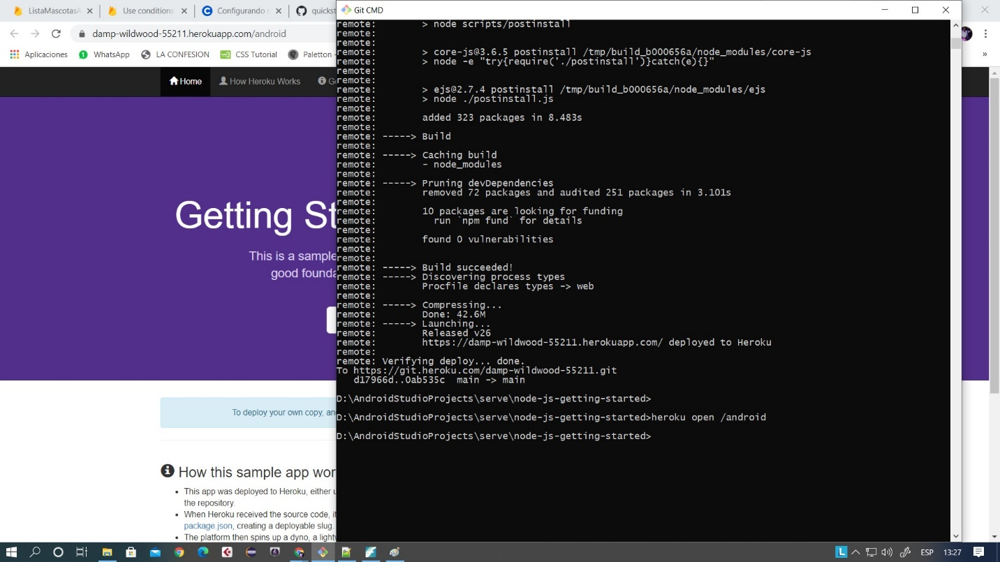 ListaMascotasA
Use conditions
Configurando
quickst
damp-wildwood-55211.herokuapp.com/android
Aplicaciones
WhatsApp
LA CONFESION
CSS Tutorial
Paletton -
Home
How Heroku Works
Getting St
This is a sample
good founda
To deploy your own copy, an
How this sample app wor
This app was deployed to Heroku, either u
the repository.
When Heroku received the source code, it
package json, creating a deployable slug.
The platform then spins up a dyno, a lightw
Git CMD
remote:        > node scripts/postinstall
remote:
remote:
remote:        > core-js@3.6.5 postinstall /tmp/build_b000656a/node_modules/core-js
remote:        > node -e "try{require('./postinstall')}catch(e){}"
remote:
remote:
remote:        > ejs@2.7.4 postinstall /tmp/build_b000656a/node_modules/ejs
remote:        > node ./postinstall.js
remote:
remote:        added 323 packages in 8.483s
remote:
remote: -----> Build
remote:
remote: -----> Caching build
remote:        - node_modules
remote:
remote: -----> Pruning devDependencies
remote:        removed 72 packages and audited 251 packages in 3.101s
remote:
remote:        10 packages are looking for funding
remote:          run `npm fund` for details
remote:
remote:        found 0 vulnerabilities
remote:
remote:
remote: -----> Build succeeded!
remote: -----> Discovering process types
remote:        Procfile declares types -> web
remote:
remote: -----> Compressing...
remote:        Done: 42.6M
remote: -----> Launching...
remote:        Released v26
remote:        https://damp-wildwood-55211.herokuapp.com/ deployed to Heroku
remote:
remote: Verifying deploy... done.
To https://git.heroku.com/damp-wildwood-55211.git
   d17966d..0ab535c  main -> main
D:\AndroidStudioProjects\serve\node-js-getting-started>
D:\AndroidStudioProjects\serve\node-js-getting-started>heroku open /android
D:\AndroidStudioProjects\serve\node-js-getting-started>
ESP
13:27